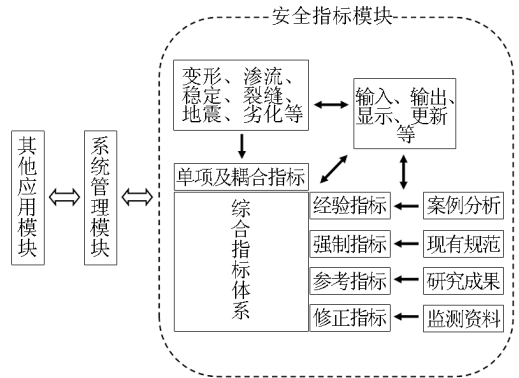 安全指标模块
变形、渗流、
稳定、裂缝、
地震、劣化等
输入、输出、
显示、更新
等
其他应用模块
系统管理模块
单项及耦合指标
综合指标体系
经验指标
案例分析
强制指标
现有规范
参考指标
研究成果
修正指标
监测资料